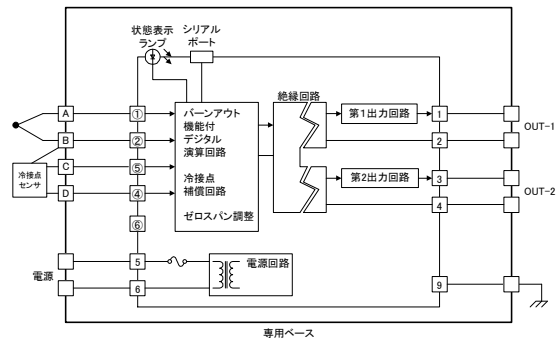 状態表示
ランプ
シリアル
ポート
絶縁回路
A
B
C
D
①
②
⑤
④
⑥
バーンアウト
機能付
デジタル
演算回路
冷接点
補償回路
ゼロスパン調整
第1出力回路
第2出力回路
1
2
3
4
OUT-1
OUT-2
冷接点
センサ
電源
5
6
電源回路
9
専用ベース